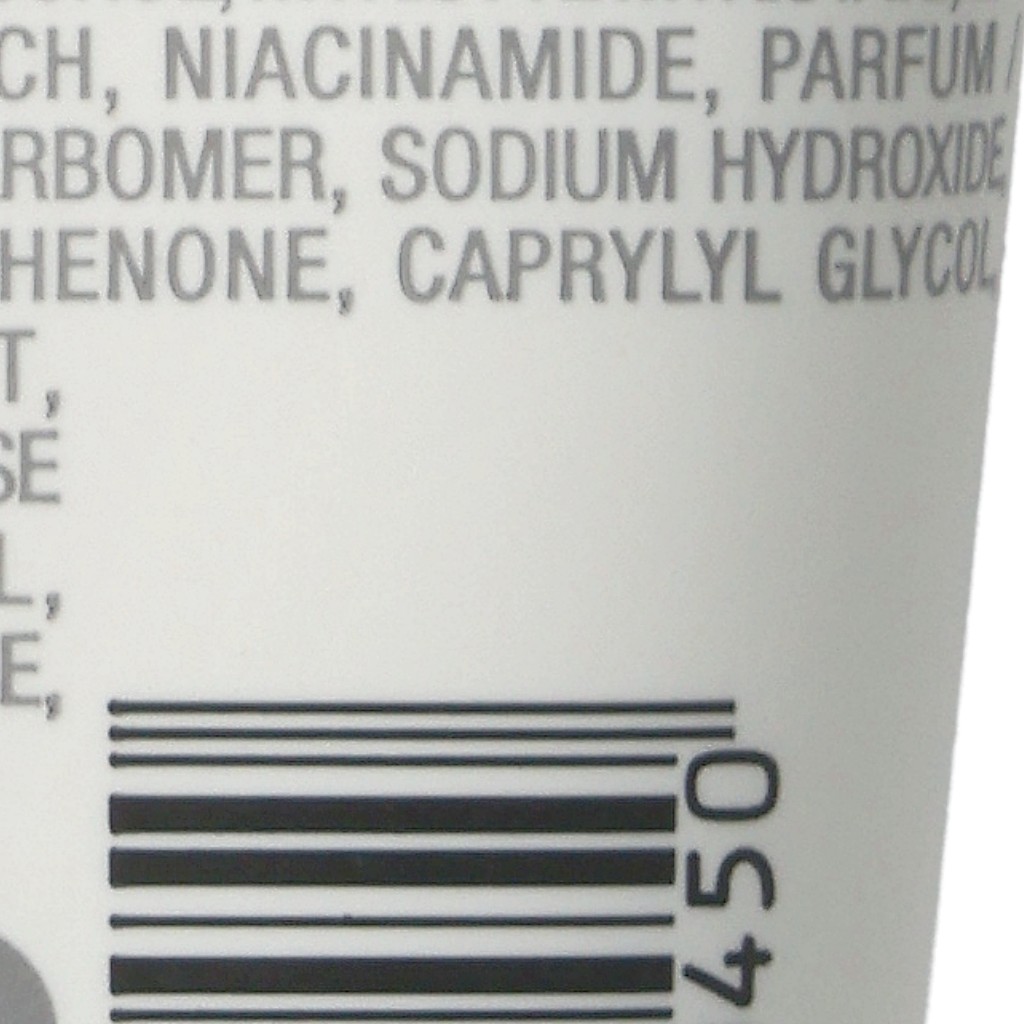 CH, NIACINAMIDE, PARFUM /
RBOMER, SODIUM HYDROXIDE,
HENONE, CAPRYLYL GLYCOL,
T,
SE
L,
E,
450